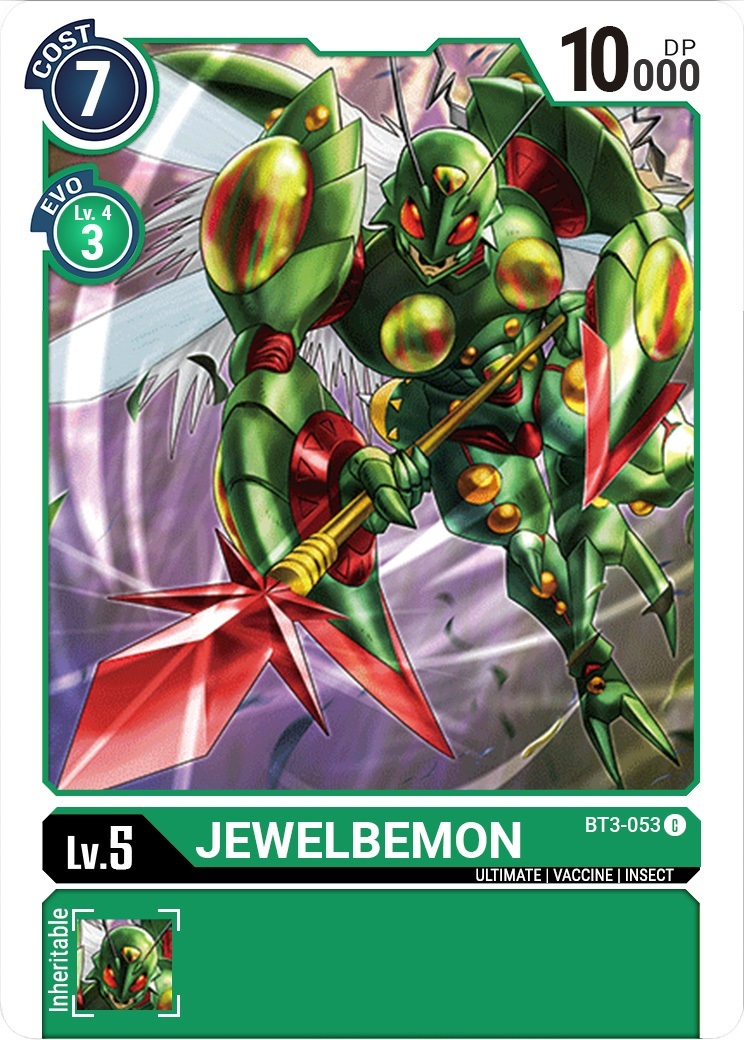 COST
7
DP
10000
EVO
Lv. 4
3
Lv.5
JEWELBEMON
BT3-053 C
ULTIMATE | VACCINE | INSECT
Inheritable